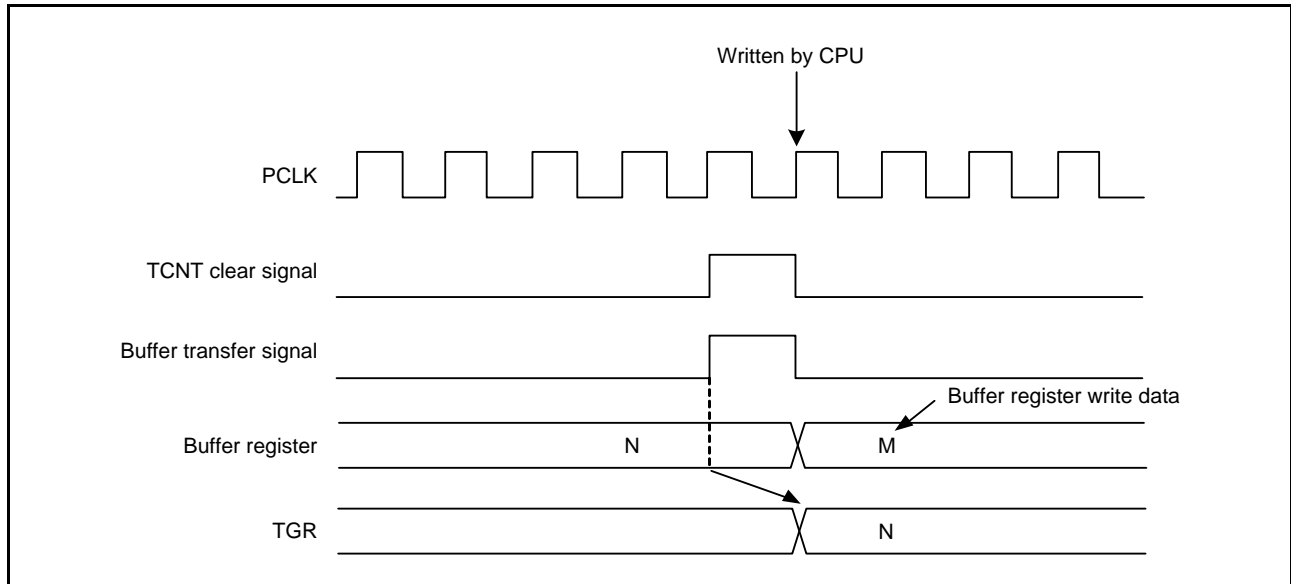 Written by CPU
PCLK
TCNT clear signal
Buffer transfer signal
Buffer register write data
Buffer register
N
M
TGR
N